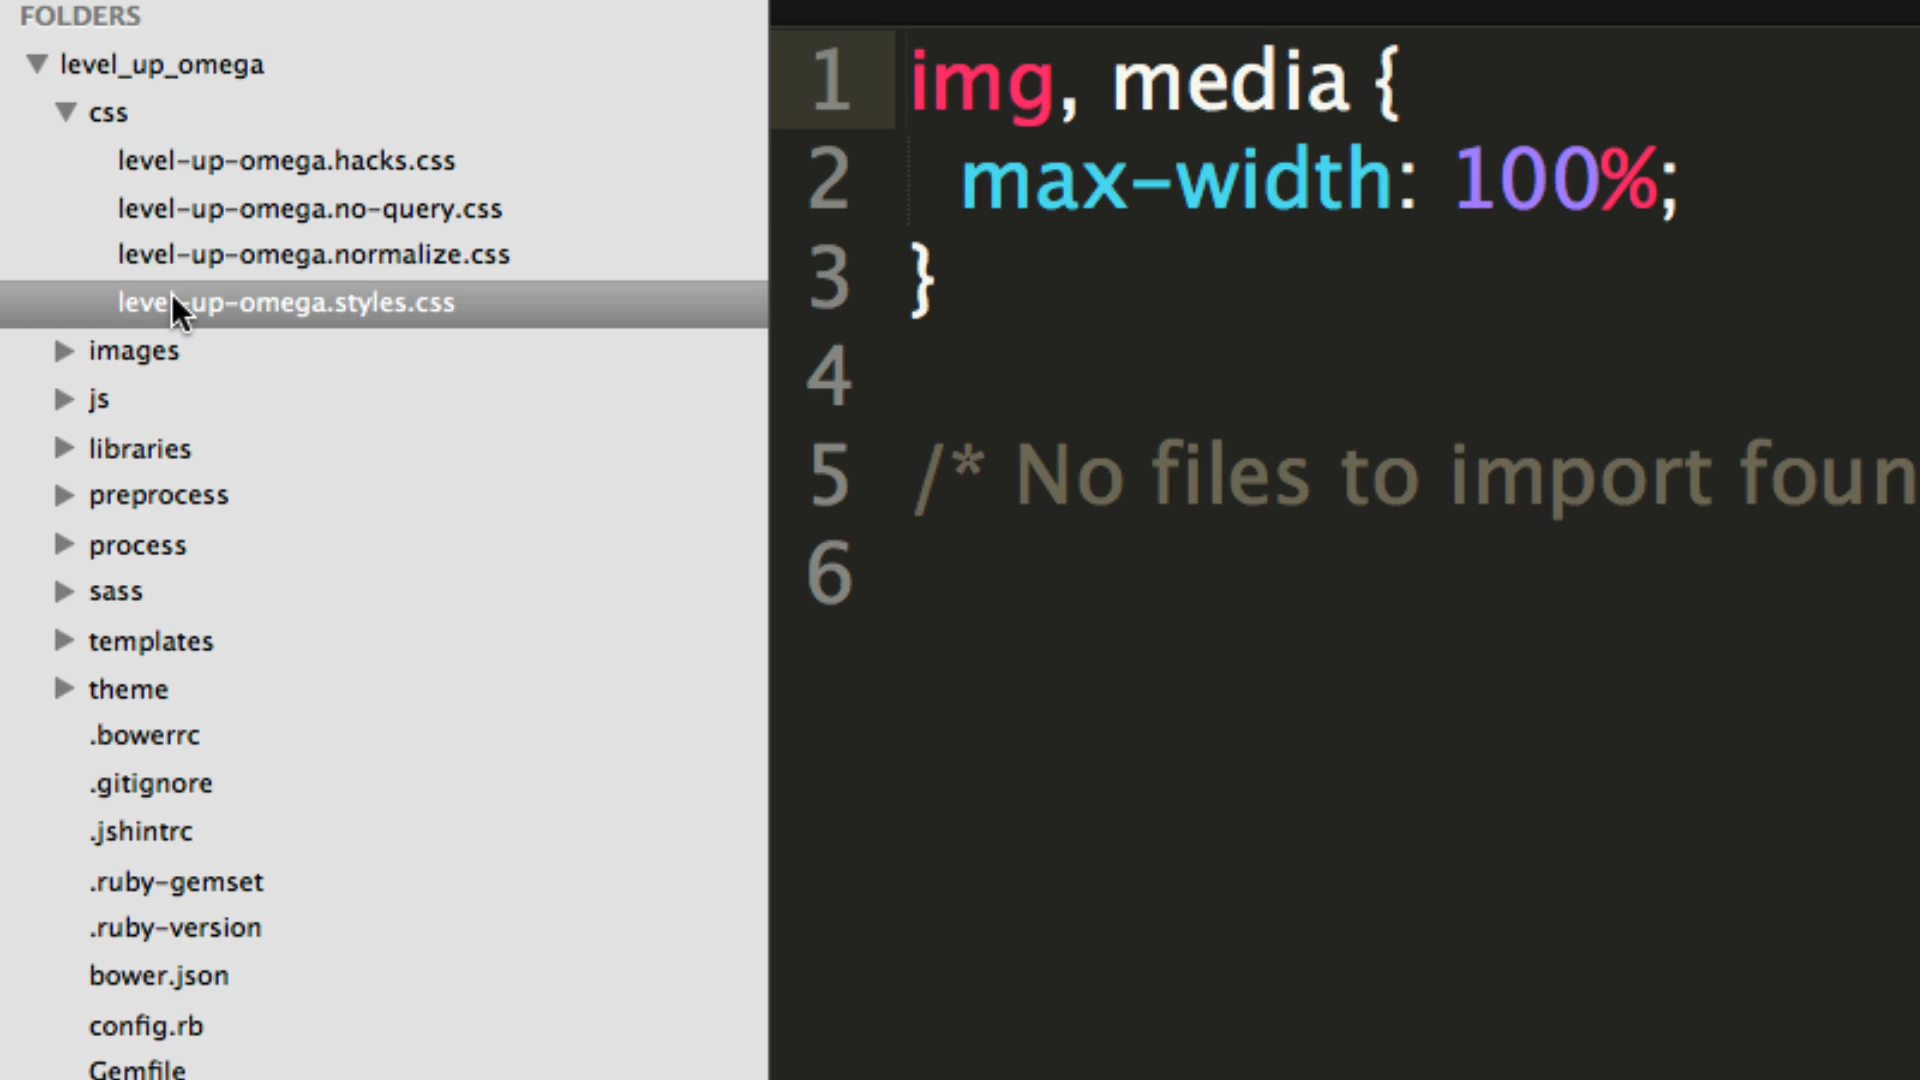 FOLDERS
level_up_omega
css
level-up-omega.hacks.css
level-up-omega.no-query.css
level-up-omega.normalize.css
level-up-omega.styles.css
images
js
libraries
preprocess
process
sass
templates
theme
.bowerrc
.gitignore
.jshintrc
.ruby-gemset
.ruby-version
bower.json
config.rb
Gemfile
1 img, media {
2 max-width: 100%;
3 }
4
5 /* No files to import foun
6